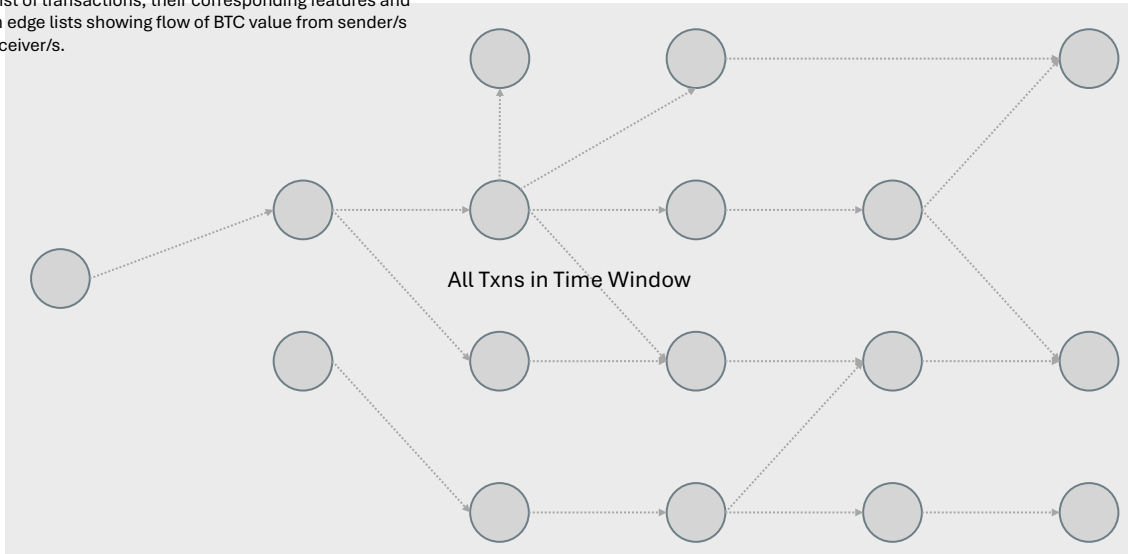 ist of transactions, their corresponding features and
n edge lists showing flow of BTC value from sender/s
ceiver/s.
All Txns in Time Window